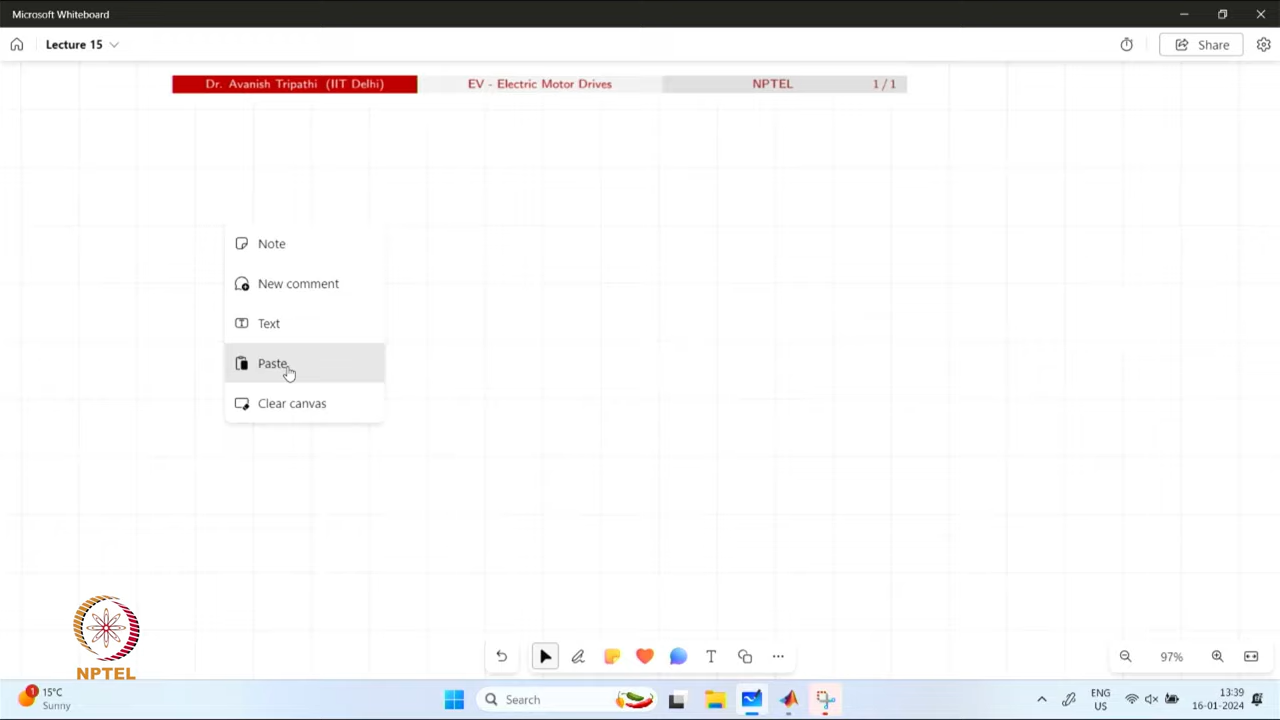 Microsoft Whiteboard
Lecture 15
Share
Dr. Avanish Tripathi (IIT Delhi)
EV - Electric Motor Drives
NPTEL
1 / 1
Note
New comment
Text
Paste
Clear canvas
NPTEL
97%
1
15°C
Sunny
Search
ENG
US
13:39
16-01-2024